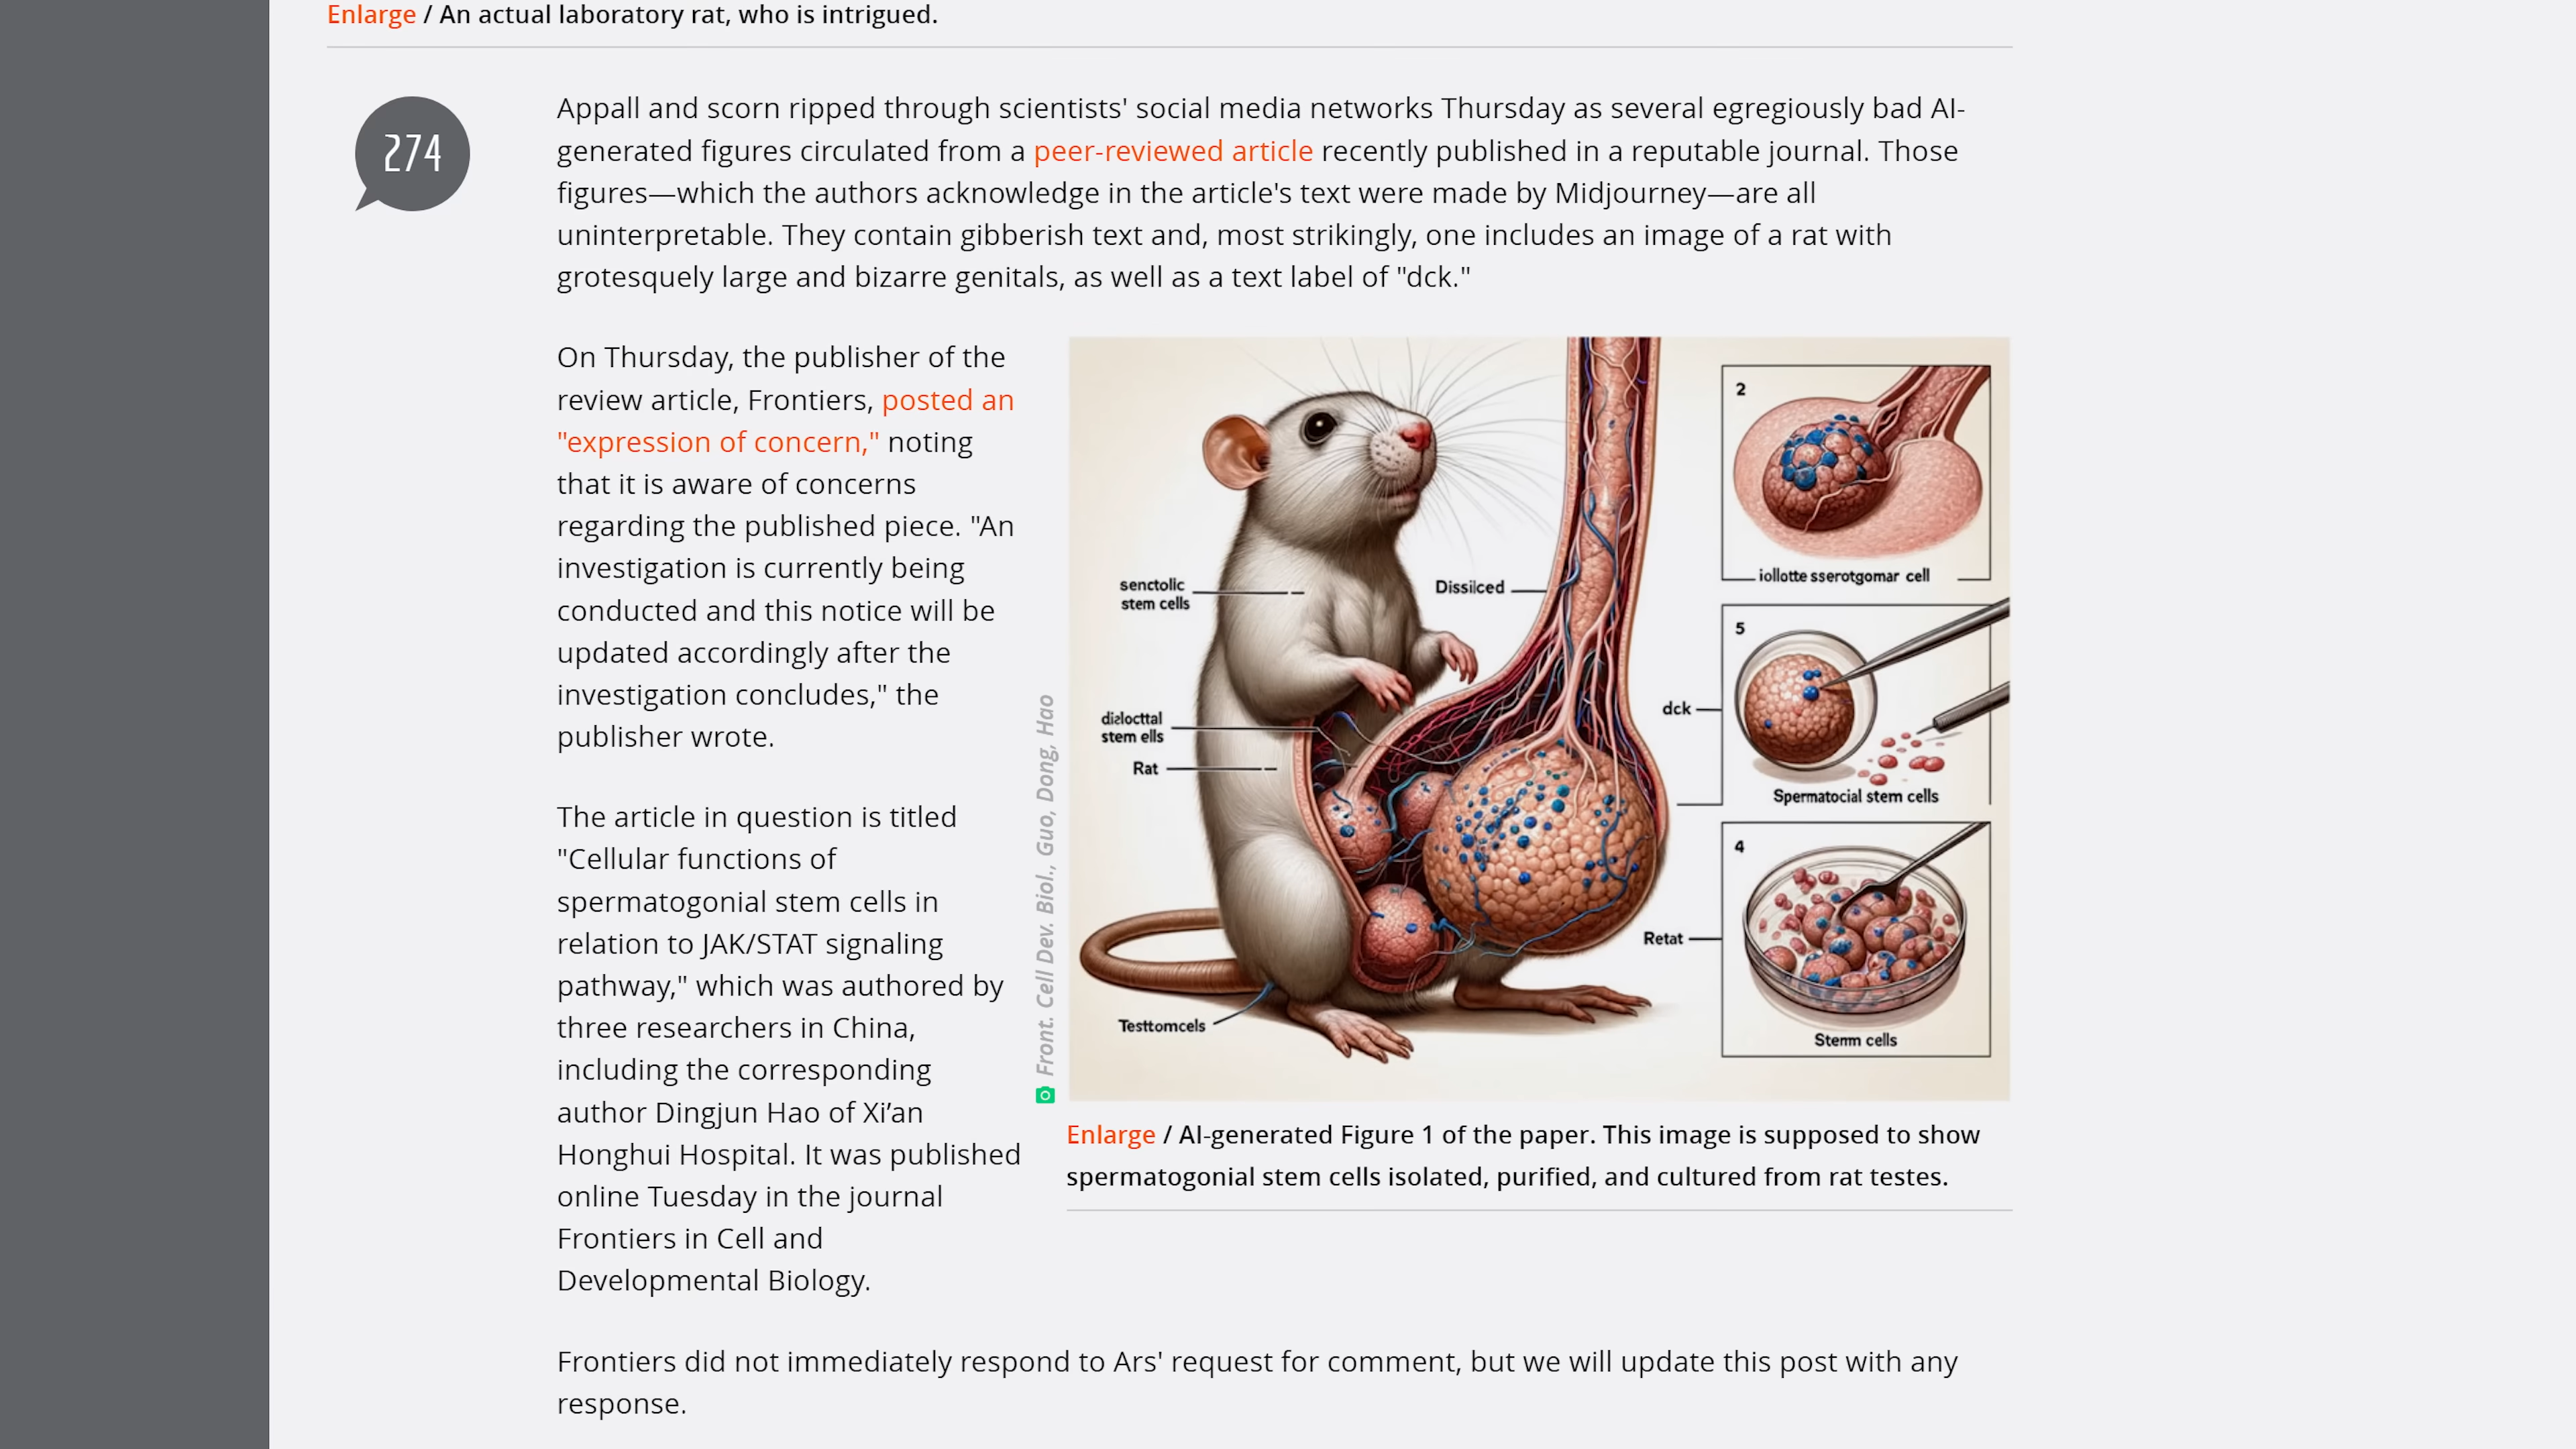 Enlarge / An actual laboratory rat, who is intrigued.
274
Appall and scorn ripped through scientists' social media networks Thursday as several egregiously bad AI-
generated figures circulated from a peer-reviewed article recently published in a reputable journal. Those
figures—which the authors acknowledge in the article's text were made by Midjourney—are all
uninterpretable. They contain gibberish text and, most strikingly, one includes an image of a rat with
grotesquely large and bizarre genitals, as well as a text label of "dck."
On Thursday, the publisher of the
review article, Frontiers, posted an
"expression of concern," noting
that it is aware of concerns
regarding the published piece. "An
investigation is currently being
conducted and this notice will be
updated accordingly after the
investigation concludes," the
publisher wrote.
The article in question is titled
"Cellular functions of
spermatogonial stem cells in
relation to JAK/STAT signaling
pathway," which was authored by
three researchers in China,
including the corresponding
author Dingjun Hao of Xi’an
Honghui Hospital. It was published
online Tuesday in the journal
Frontiers in Cell and
Developmental Biology.
Front. Cell Dev. Biol., Guo, Dong, Hao
senctolic
stem cells
Dissilced
dizlocttal
stem ells
Rat
Testtomcels
2
iollotte sserotgomar cell
5
dck
Spermatocial stem cells
4
Retat
Stemm cells
Enlarge / AI-generated Figure 1 of the paper. This image is supposed to show
spermatogonial stem cells isolated, purified, and cultured from rat testes.
Frontiers did not immediately respond to Ars' request for comment, but we will update this post with any
response.